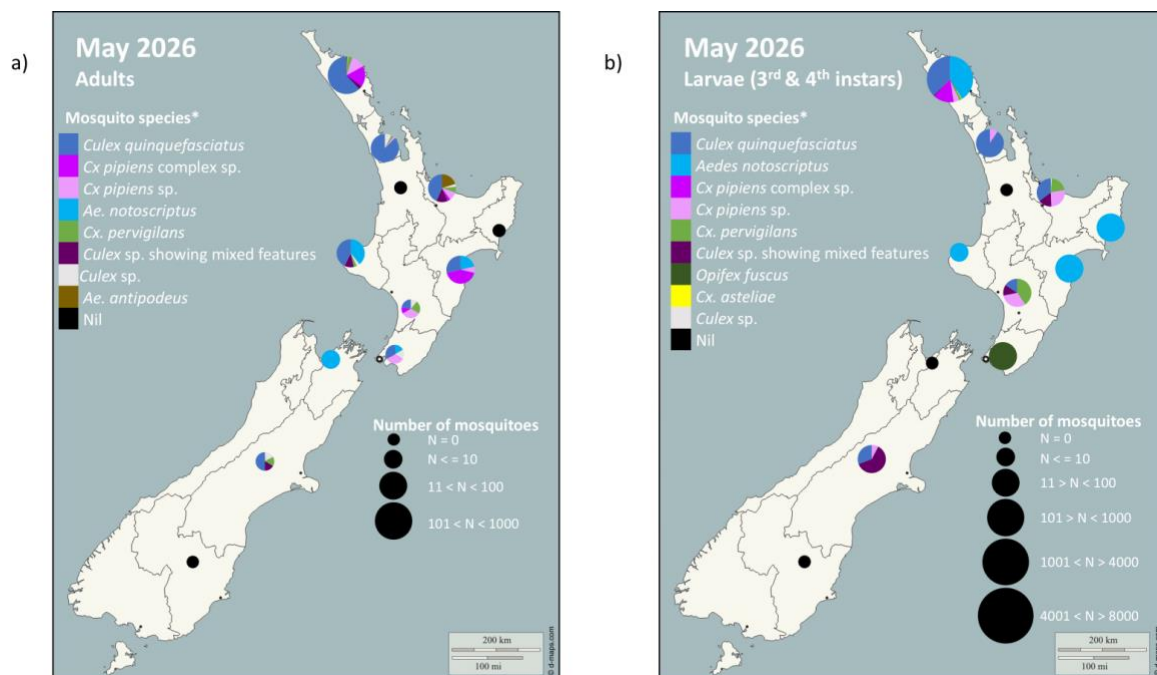 a)
May 2026
Adults
Mosquito species*
Culex quinquefasciatus
Cx pipiens complex sp.
Cx pipiens sp.
Ae. notoscriptus
Cx. pervigilans
Culex sp. showing mixed features
Culex sp.
Ae. antipodeus
Nil
Number of mosquitoes
N = 0
N < = 10
11 < N < 100
101 < N < 1000
200 km
100 mi
© d-maps.com
b)
May 2026
Larvae (3rd & 4th instars)
Mosquito species*
Culex quinquefasciatus
Aedes notoscriptus
Cx pipiens complex sp.
Cx pipiens sp.
Cx. pervigilans
Culex sp. showing mixed features
Opifex fuscus
Cx. asteliae
Culex sp.
Nil
Number of mosquitoes
N = 0
N < = 10
11 > N < 100
101 > N < 1000
1001 < N > 4000
4001 < N > 8000
200 km
100 mi
© d-maps.com